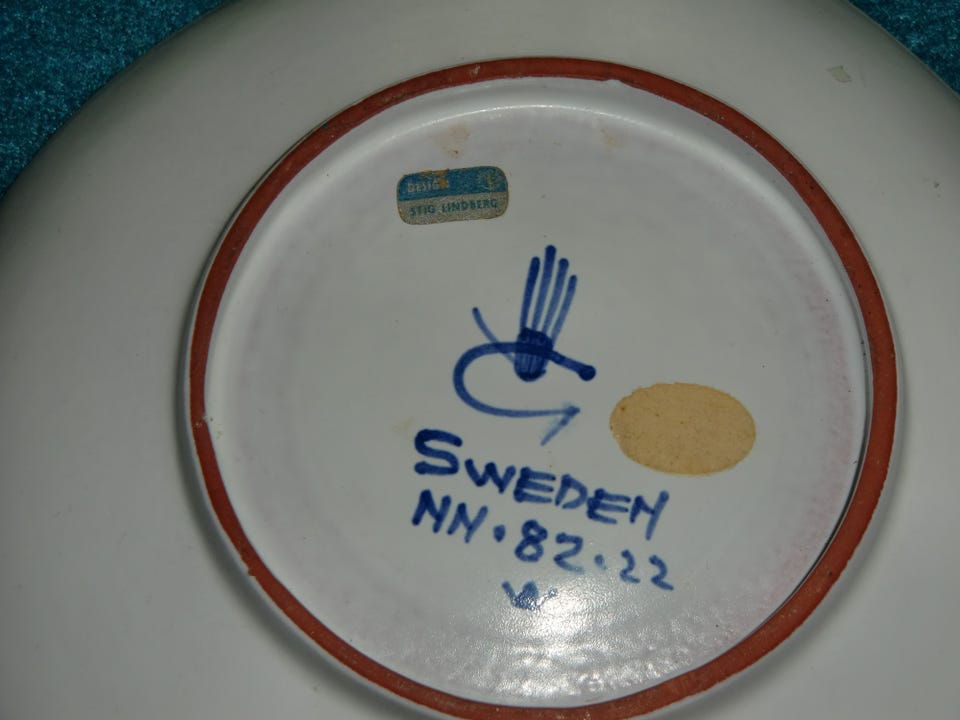 DESIGN
STIG LINDBERG
SWEDEN
NN·82·22